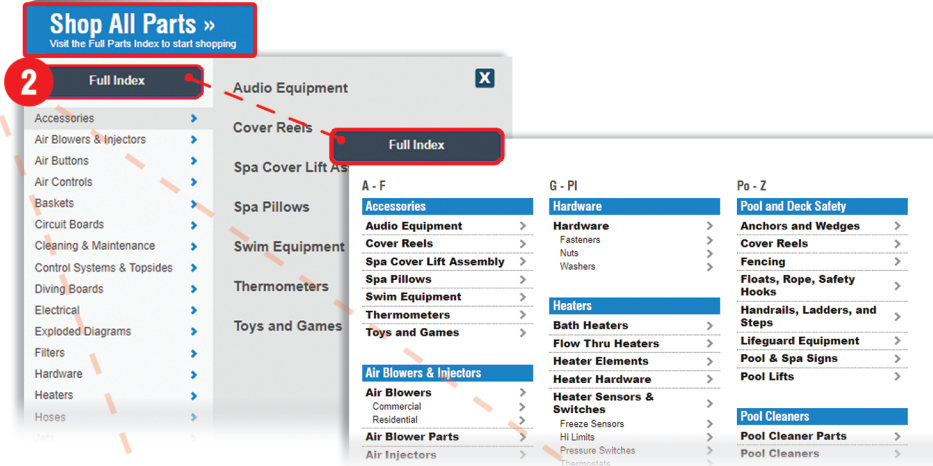 Shop All Parts »
Visit the Full Parts Index to start shopping
2
Full Index
Accessories
Air Blowers & Injectors
Air Buttons
Air Controls
Baskets
Circuit Boards
Cleaning & Maintenance
Control Systems & Topsides
Diving Boards
Electrical
Exploded Diagrams
Filters
Hardware
Heaters
Hoses
Jets
X
Audio Equipment
Cover Reels
Spa Cover Lift As
Spa Pillows
Swim Equipment
Thermometers
Toys and Games
Full Index
A - F
Accessories
Audio Equipment
Cover Reels
Spa Cover Lift Assembly
Spa Pillows
Swim Equipment
Thermometers
Toys and Games
Air Blowers & Injectors
Air Blowers
Commercial
Residential
Air Blower Parts
Air Injectors
G - Pl
Hardware
Hardware
Fasteners
Nuts
Washers
Heaters
Bath Heaters
Flow Thru Heaters
Heater Elements
Heater Hardware
Heater Sensors &
Switches
Freeze Sensors
Hi Limits
Pressure Switches
Thermostats
Po - Z
Pool and Deck Safety
Anchors and Wedges
Cover Reels
Fencing
Floats, Rope, Safety
Hooks
Handrails, Ladders, and
Steps
Lifeguard Equipment
Pool & Spa Signs
Pool Lifts
Pool Cleaners
Pool Cleaner Parts
Pool Cleaners